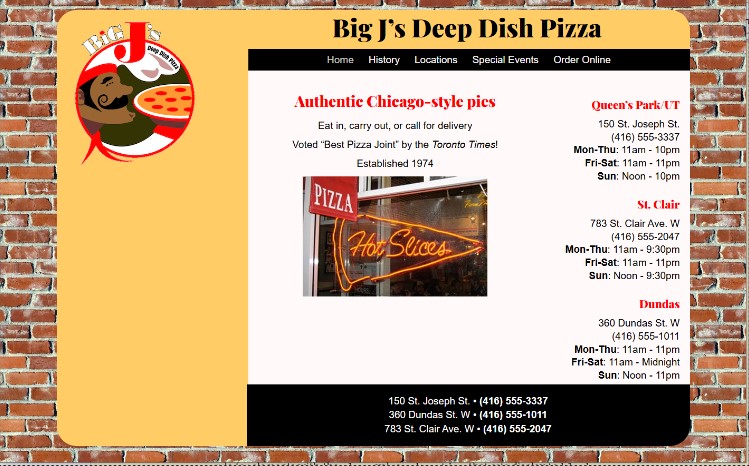 BiG J's
Deep Dish Pizza
Big J's Deep Dish Pizza
Home History Locations Special Events Order Online
Authentic Chicago-style pies
Eat in, carry out, or call for delivery
Voted “Best Pizza Joint” by the Toronto Times!
Established 1974
PIZZA
Hot Slices
Queen's Park/UT
150 St. Joseph St.
(416) 555-3337
Mon-Thu: 11am - 10pm
Fri-Sat: 11am - 11pm
Sun: Noon - 10pm
St. Clair
783 St. Clair Ave. W
(416) 555-2047
Mon-Thu: 11am - 9:30pm
Fri-Sat: 11am - 11pm
Sun: Noon - 9:30pm
Dundas
360 Dundas St. W
(416) 555-1011
Mon-Thu: 11am - 11pm
Fri-Sat: 11am - Midnight
Sun: Noon - 11pm
150 St. Joseph St. • (416) 555-3337
360 Dundas St. W • (416) 555-1011
783 St. Clair Ave. W • (416) 555-2047